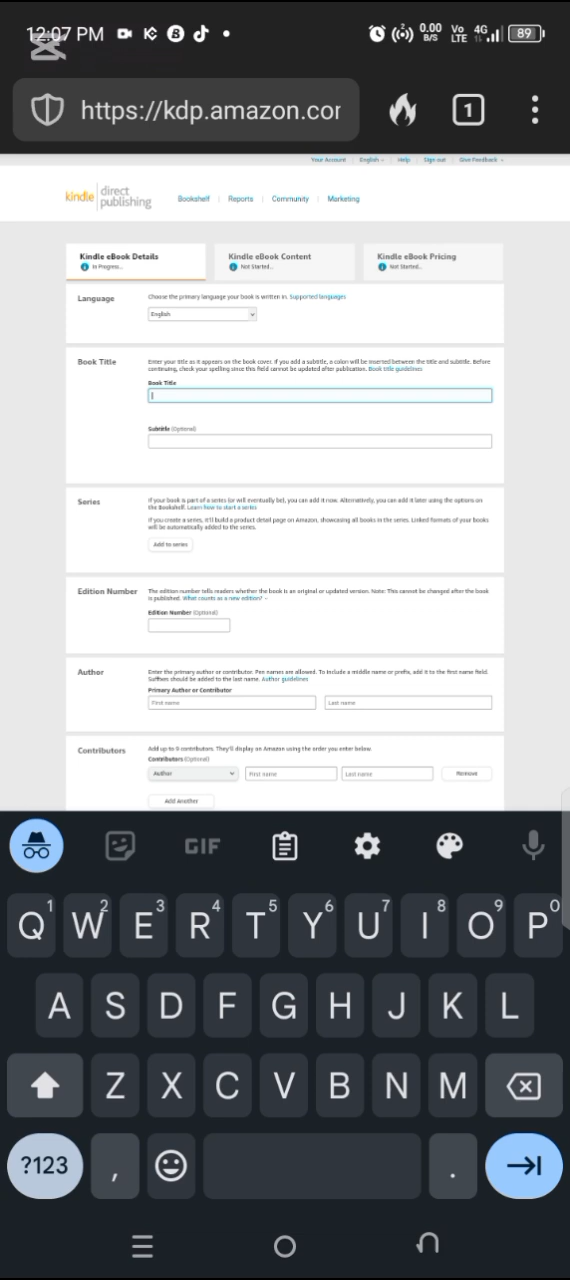 12:07 PM
0.00
B/S
Vo
LTE
4G
89
https://kdp.amazon.cor
1
Your Account
English
Help
Sign out
Give Feedback
kindle direct
publishing
Bookshelf
Reports
Community
Marketing
Kindle eBook Details
In Progress...
Kindle eBook Content
Not Started...
Kindle eBook Pricing
Not Started...
Language
Choose the primary language your book is written in. Supported languages
English
Book Title
Enter your title as it appears on the book cover. If you add a subtitle, a colon will be inserted between the title and subtitle. Before
continuing, check your spelling since this field cannot be updated after publication. Book title guidelines
Book Title
Subtitle (Optional)
Series
If your book is part of a series (or will eventually be), you can add it now. Alternatively, you can add it later using the options on
the Bookshelf. Learn how to start a series
If you create a series, it'll build a product detail page on Amazon, showcasing all books in the series. Linked formats of your books
will be automatically added to the series.
Add to series
Edition Number
The edition number tells readers whether the book is an original or updated version. Note: This cannot be changed after the book
is published. What counts as a new edition?
Edition Number (Optional)
Author
Enter the primary author or contributor. Pen names are allowed. To include a middle name or prefix, add it to the first name field.
Suffixes should be added to the last name. Author guidelines
Primary Author or Contributor
First name
Last name
Contributors
Add up to 9 contributors. They'll display on Amazon using the order you enter below.
Contributors (Optional)
Author
First name
Last name
Remove
Add Another
GIF
Q1 W2 E3 R4 T5 Y6 U7 I8 O9 P0
A S D F G H J K L
Z X C V B N M
?123 , .